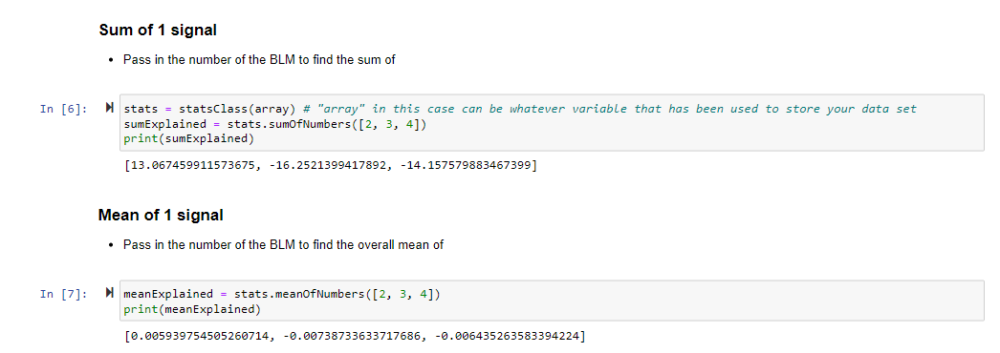 Sum of 1 signal
• Pass in the number of the BLM to find the sum of
In [6]:
stats = statsClass(array) # "array" in this case can be whatever variable that has been used to store your data set
sumExplained = stats.sumOfNumbers([2, 3, 4])
print(sumExplained)
[13.067459911573675, -16.2521399417892, -14.157579883467399]
Mean of 1 signal
• Pass in the number of the BLM to find the overall mean of
In [7]:
meanExplained = stats.meanOfNumbers([2, 3, 4])
print(meanExplained)
[0.005939754505260714, -0.00738733633717686, -0.006435263583394224]